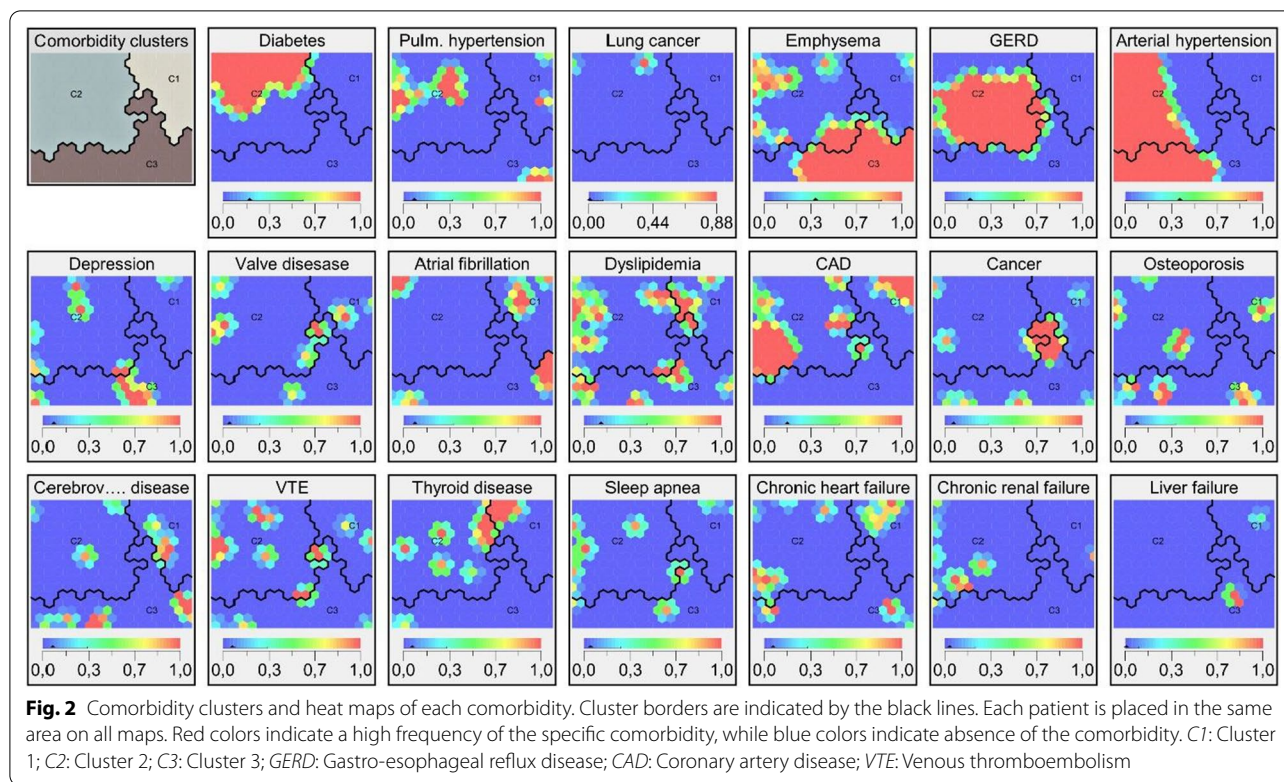 Comorbidity clusters
C1
C2
C3
Diabetes
C1
C2
C3
0,0 0,3 0,7 1,0
Pulm. hypertension
C1
C2
C3
0,0 0,3 0,7 1,0
Lung cancer
C1
C2
C3
0,00 0,44 0,88
Emphysema
C1
C2
C3
0,0 0,3 0,7 1,0
GERD
C1
C2
C3
0,0 0,3 0,7 1,0
Arterial hypertension
C1
C2
C3
0,0 0,3 0,7 1,0
Depression
C1
C2
C3
0,0 0,3 0,7 1,0
Valve disesase
C1
C2
C3
0,0 0,3 0,7 1,0
Atrial fibrillation
C1
C2
C3
0,0 0,3 0,7 1,0
Dyslipidemia
C1
C2
C3
0,0 0,3 0,7 1,0
CAD
C1
C2
C3
0,0 0,3 0,7 1,0
Cancer
C1
C2
C3
0,0 0,3 0,7 1,0
Osteoporosis
C1
C2
C3
0,0 0,3 0,7 1,0
Cerebrov.... disease
C1
C2
C3
0,0 0,3 0,7 1,0
VTE
C1
C2
C3
0,0 0,3 0,7 1,0
Thyroid disease
C1
C2
C3
0,0 0,3 0,7 1,0
Sleep apnea
C1
C2
C3
0,0 0,3 0,7 1,0
Chronic heart failure
C1
C2
C3
0,0 0,3 0,7 1,0
Chronic renal failure
C1
C2
C3
0,0 0,3 0,7 1,0
Liver failure
C1
C2
C3
0,0 0,3 0,7 1,0
Fig. 2 Comorbidity clusters and heat maps of each comorbidity. Cluster borders are indicated by the black lines. Each patient is placed in the same
area on all maps. Red colors indicate a high frequency of the specific comorbidity, while blue colors indicate absence of the comorbidity. C1: Cluster
1; C2: Cluster 2; C3: Cluster 3; GERD: Gastro-esophageal reflux disease; CAD: Coronary artery disease; VTE: Venous thromboembolism